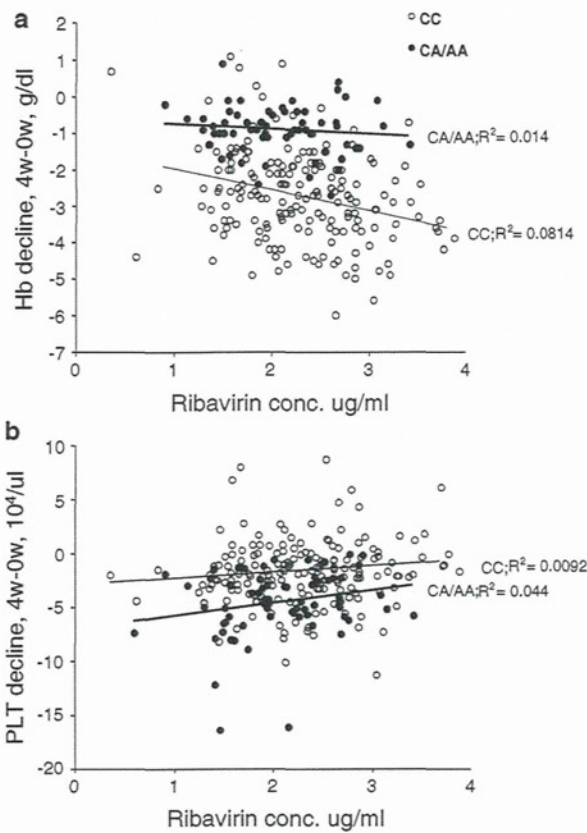 a
CC
CA/AA
2
1
0
-1
-2
-3
-4
-5
-6
-7
Hb decline, 4w-0w, g/dl
CA/AA;R²= 0.014
CC;R²= 0.0814
0 1 2 3 4
Ribavirin conc. ug/ml
b
10
5
0
-5
-10
-15
-20
PLT decline, 4w-0w, 10⁴/ul
CC;R²= 0.0092
CA/AA;R²= 0.044
0 1 2 3 4
Ribavirin conc. ug/ml